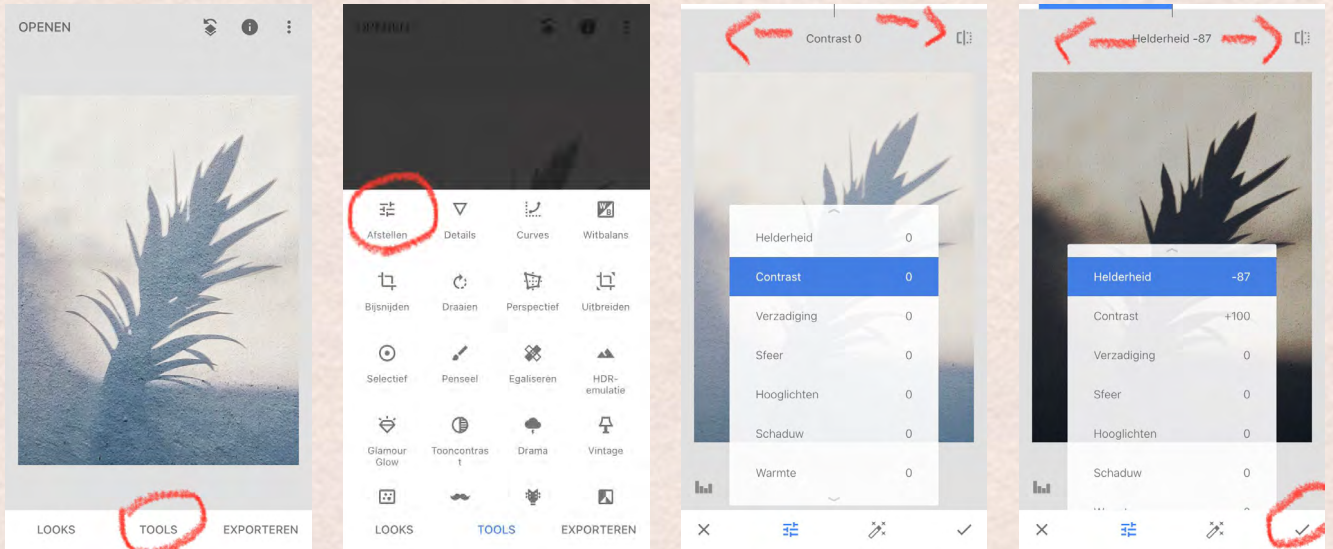 OPENEN
LOOKS TOOLS EXPORTEREN
OPENEN
Afstellen Details Curves Witbalans
Bijsnijden Draaien Perspectief Uitbreiden
Selectief Penseel Egaliseren HDR-
emulatie
Glamour Tooncontras Drama Vintage
Glow t
LOOKS TOOLS EXPORTEREN
Contrast 0
Helderheid 0
Contrast 0
Verzadiging 0
Sfeer 0
Hooglichten 0
Schaduw 0
Warmte 0
Helderheid -87
Helderheid -87
Contrast +100
Verzadiging 0
Sfeer 0
Hooglichten 0
Schaduw 0